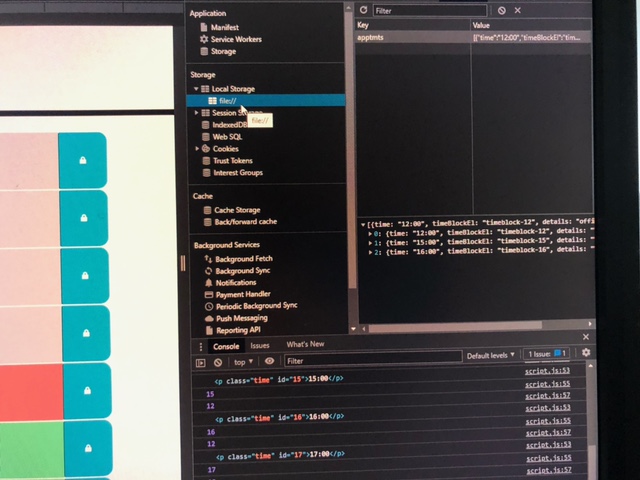 Application
Manifest
Service Workers
Storage
Storage
Local Storage
file://
Session
file://
IndexedDB
Web SQL
Cookies
Trust Tokens
Interest Groups
Cache
Cache Storage
Back/forward cache
Background Services
Background Fetch
Background Sync
Notifications
Payment Handler
Periodic Background Sync
Push Messaging
Reporting API
Filter
Key Value
apptmts [{"time":"12:00","timeBlockEl":"tim...
[{time: "12:00", timeBlockEl: "timeblock-12", details: "offi
0: {time: "12:00", timeBlockEl: "timeblock-12", details:
1: {time: "15:00", timeBlockEl: "timeblock-15", details:
2: {time: "16:00", timeBlockEl: "timeblock-16", details:
Console Issues What's New
top Filter Default levels 1 Issue: 1
script.js:53
<p class="time" id="15">15:00</p> script.js:55
15 script.js:57
12 script.js:53
<p class="time" id="16">16:00</p> script.js:55
16 script.js:57
12 script.js:53
<p class="time" id="17">17:00</p> script.js:55
17 script.js:57